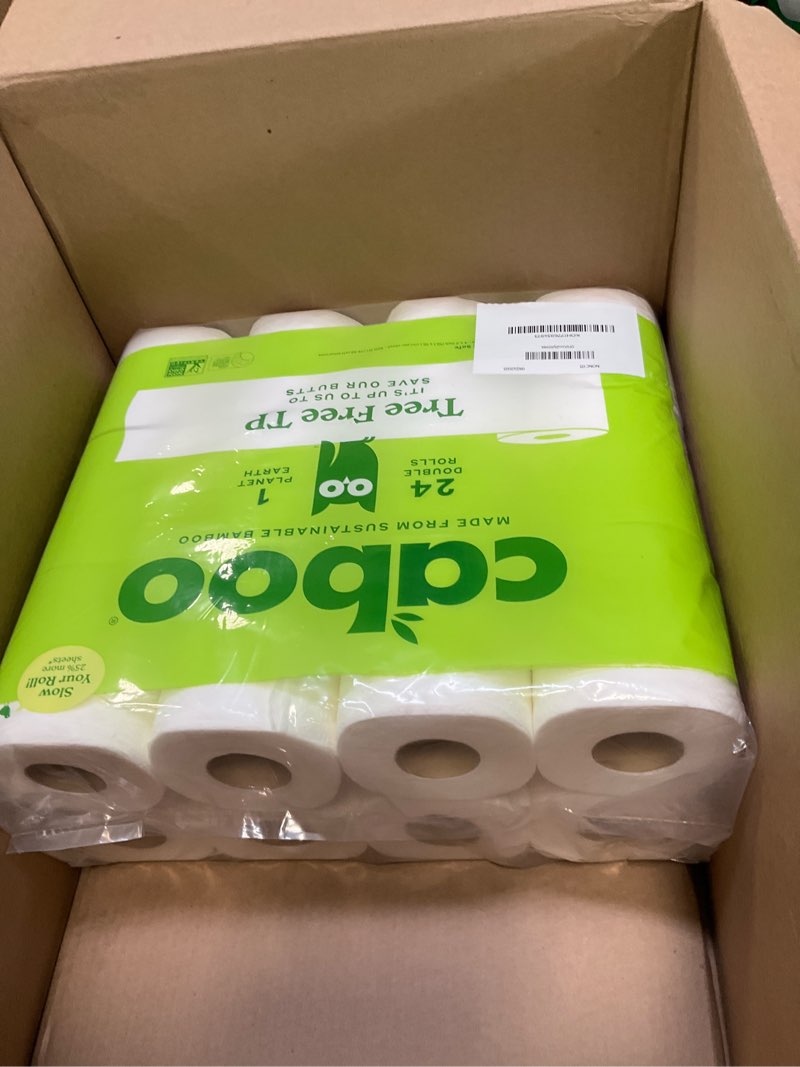 caboo®
MADE FROM SUSTAINABLE BAMBOO
24
DOUBLE
ROLLS
1
PLANET
EARTH
Tree Free TP
IT'S UP TO US TO
SAVE OUR BUTTS
Slow
Your Roll!
25% more
sheets*